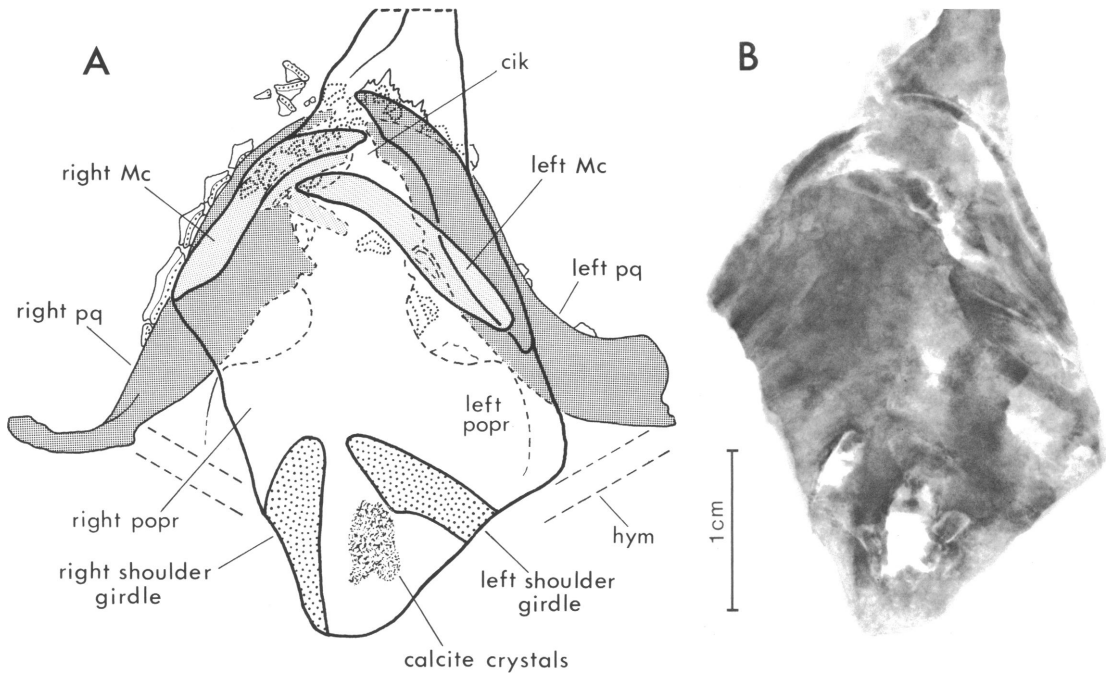 A
B
cik
right Mc
left Mc
left pq
right pq
left
popr
right popr
hym
right shoulder
girdle
left shoulder
girdle
calcite crystals
1cm